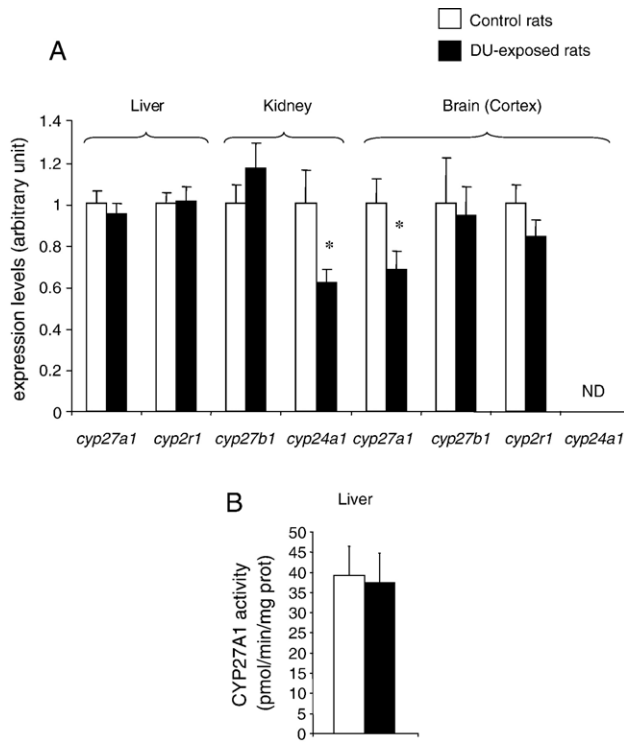 Control rats
DU-exposed rats
A
Liver Kidney Brain (Cortex)
expression levels (arbitrary unit)
1.4
1.2
1
0.8
0.6
0.4
0.2
0
*
*
ND
cyp27a1 cyp2r1 cyp27b1 cyp24a1 cyp27a1 cyp27b1 cyp2r1 cyp24a1
B
Liver
CYP27A1 activity
(pmol/min/mg prot)
50
45
40
35
30
25
20
15
10
5
0